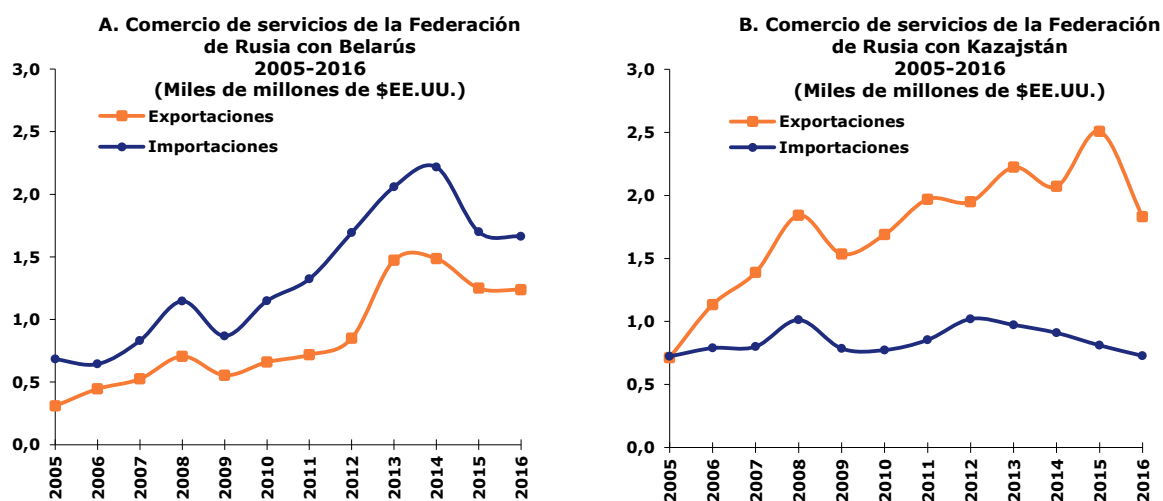 A. Comercio de servicios de la Federación
de Rusia con Belarús
2005-2016
(Miles de millones de $EE.UU.)
3,0
2,5
2,0
1,5
1,0
0,5
0,0
Exportaciones
Importaciones
2005 2006 2007 2008 2009 2010 2011 2012 2013 2014 2015 2016
B. Comercio de servicios de la Federación
de Rusia con Kazajstán
2005-2016
(Miles de millones de $EE.UU.)
3,0
2,5
2,0
1,5
1,0
0,5
0,0
Exportaciones
Importaciones
2005 2006 2007 2008 2009 2010 2011 2012 2013 2014 2015 2016